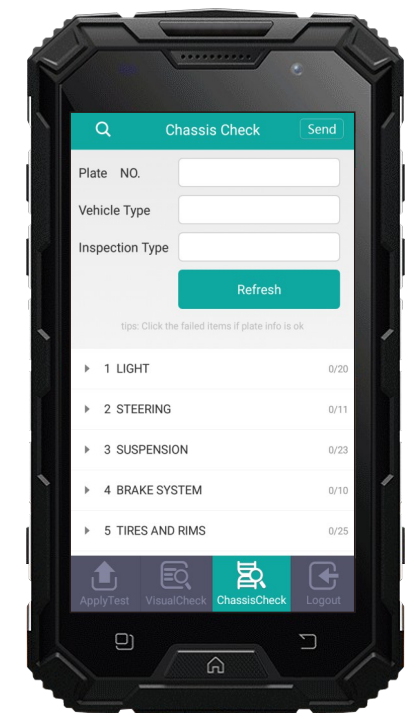 Chassis Check Send
Plate NO.
Vehicle Type
Inspection Type
Refresh
tips: Click the failed items if plate info is ok
1 LIGHT 0/20
2 STEERING 0/11
3 SUSPENSION 0/23
4 BRAKE SYSTEM 0/10
5 TIRES AND RIMS 0/25
ApplyTest VisualCheck ChassisCheck Logout